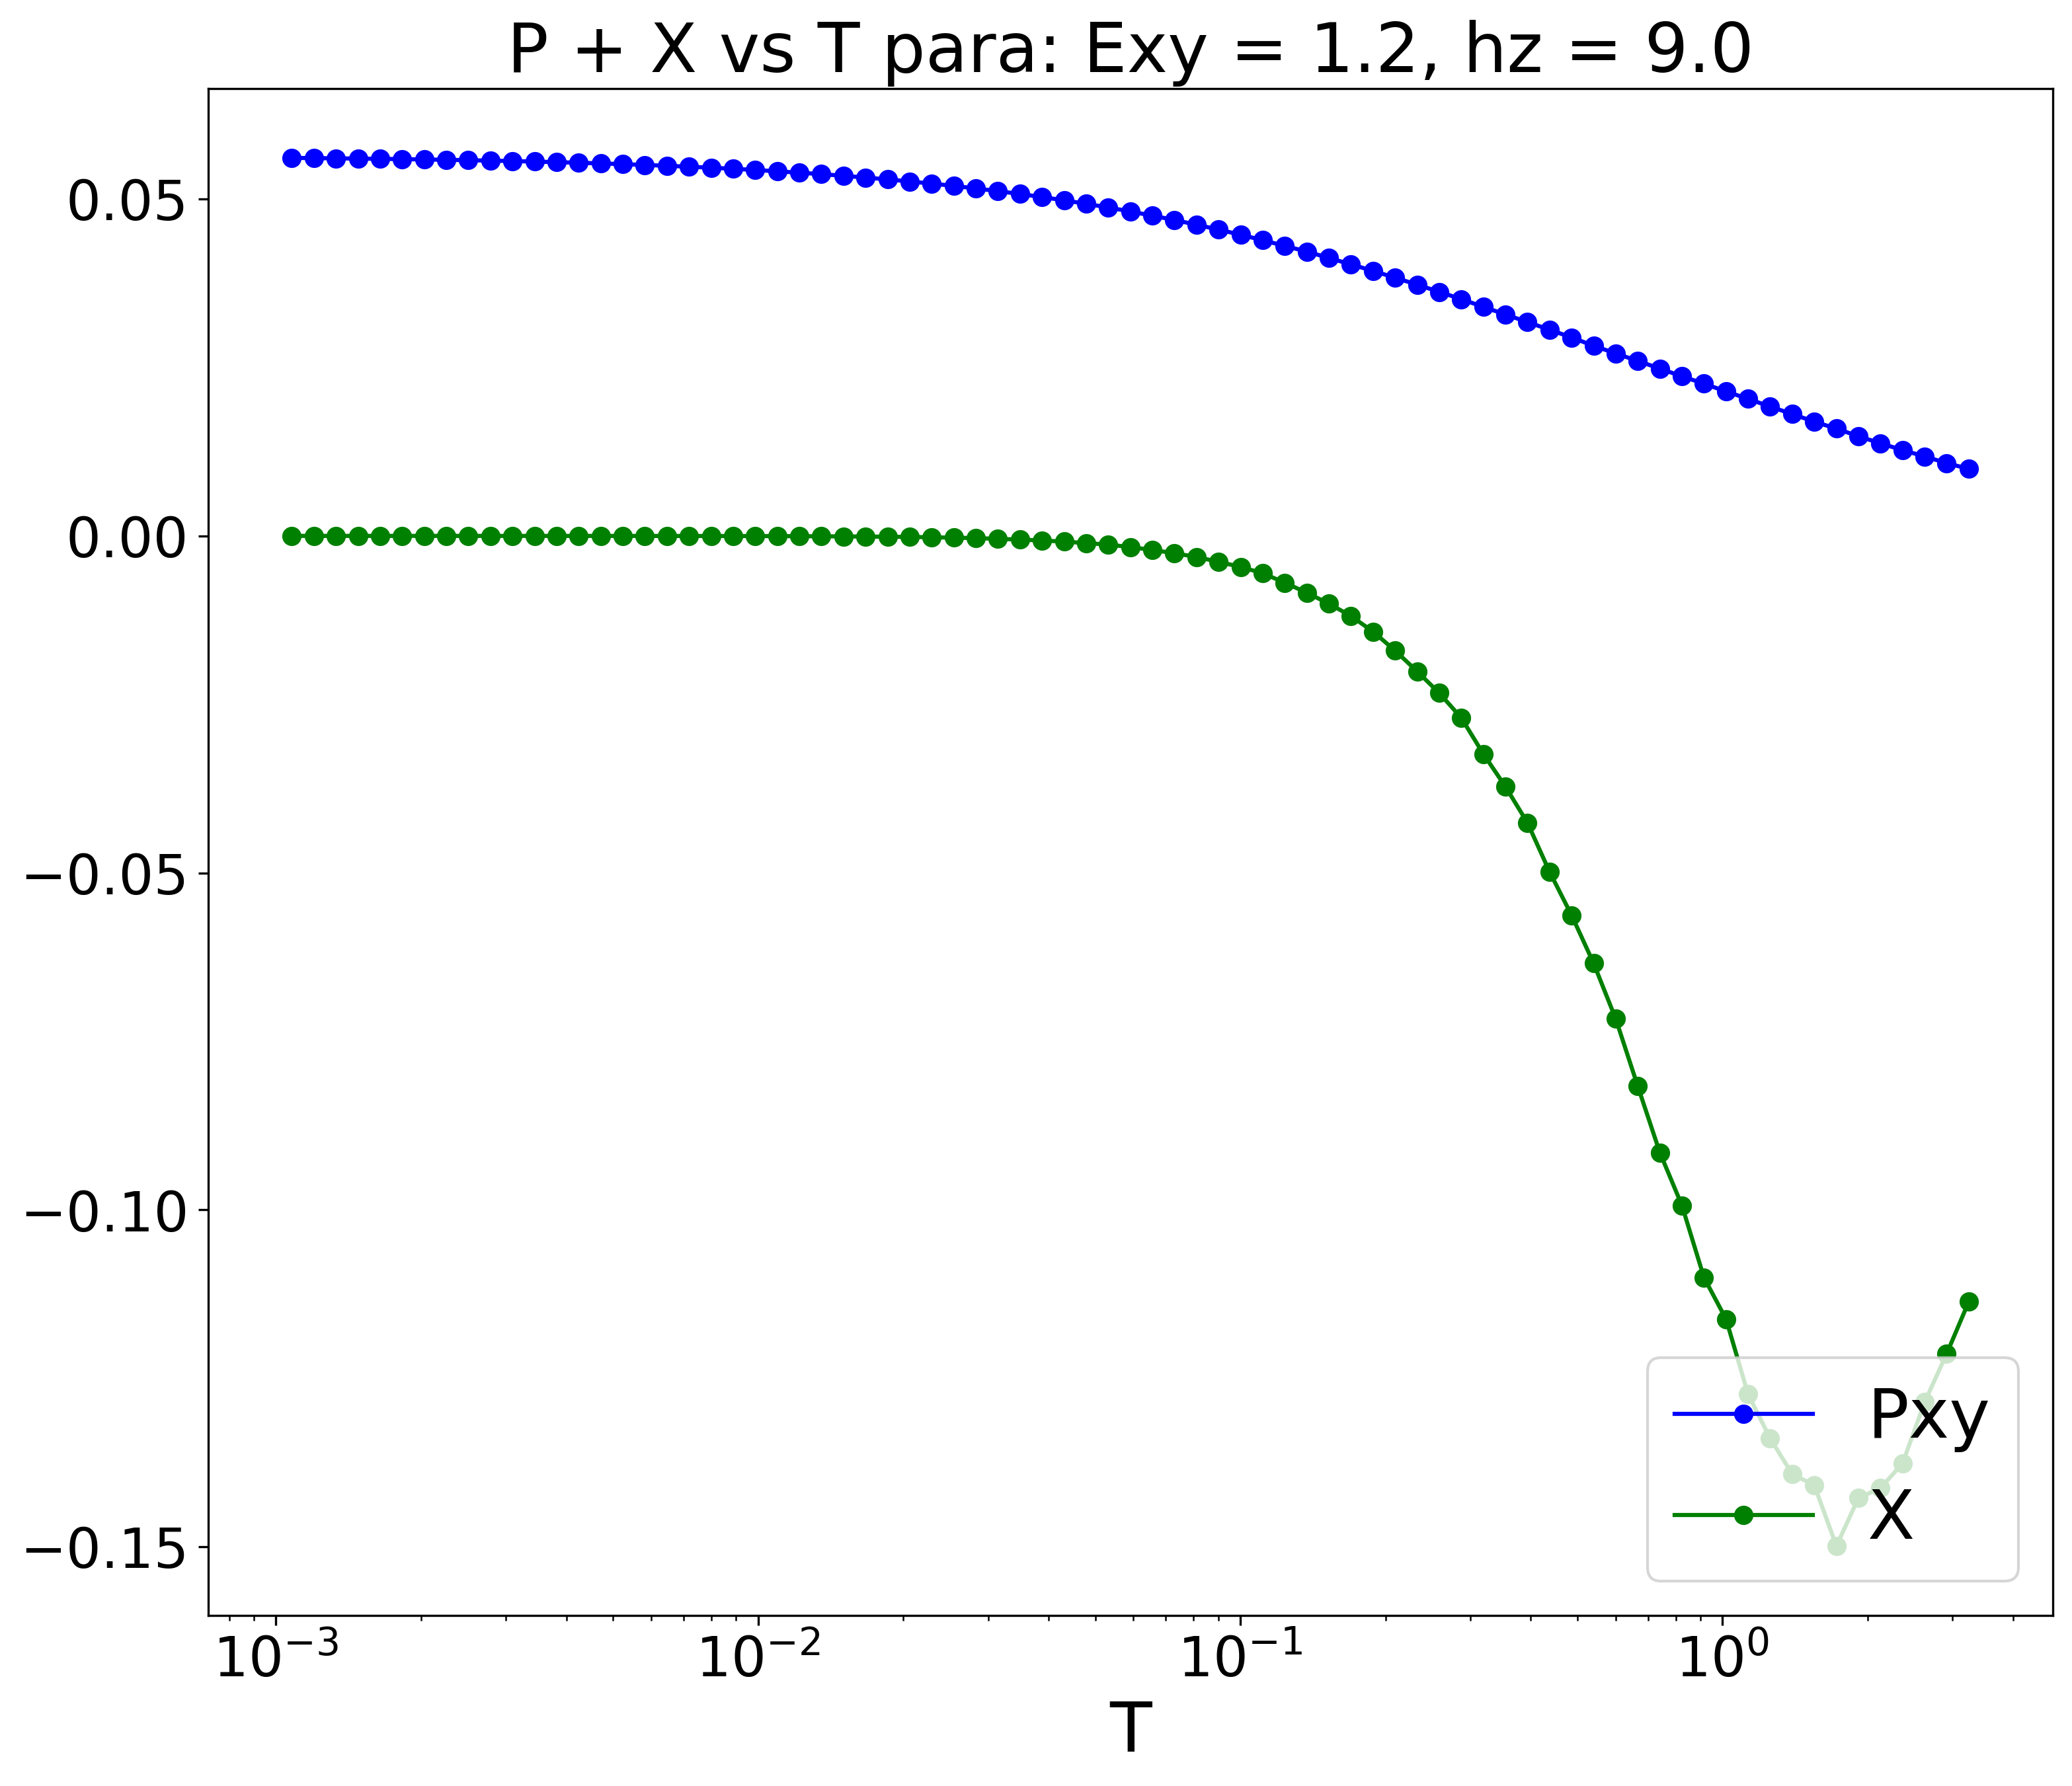 P + X vs T para: Exy = 1.2, hz = 9.0
0.05
0.00
−0.05
−0.10
−0.15
Pxy
X
10⁻³ 10⁻² 10⁻¹ 10⁰
T